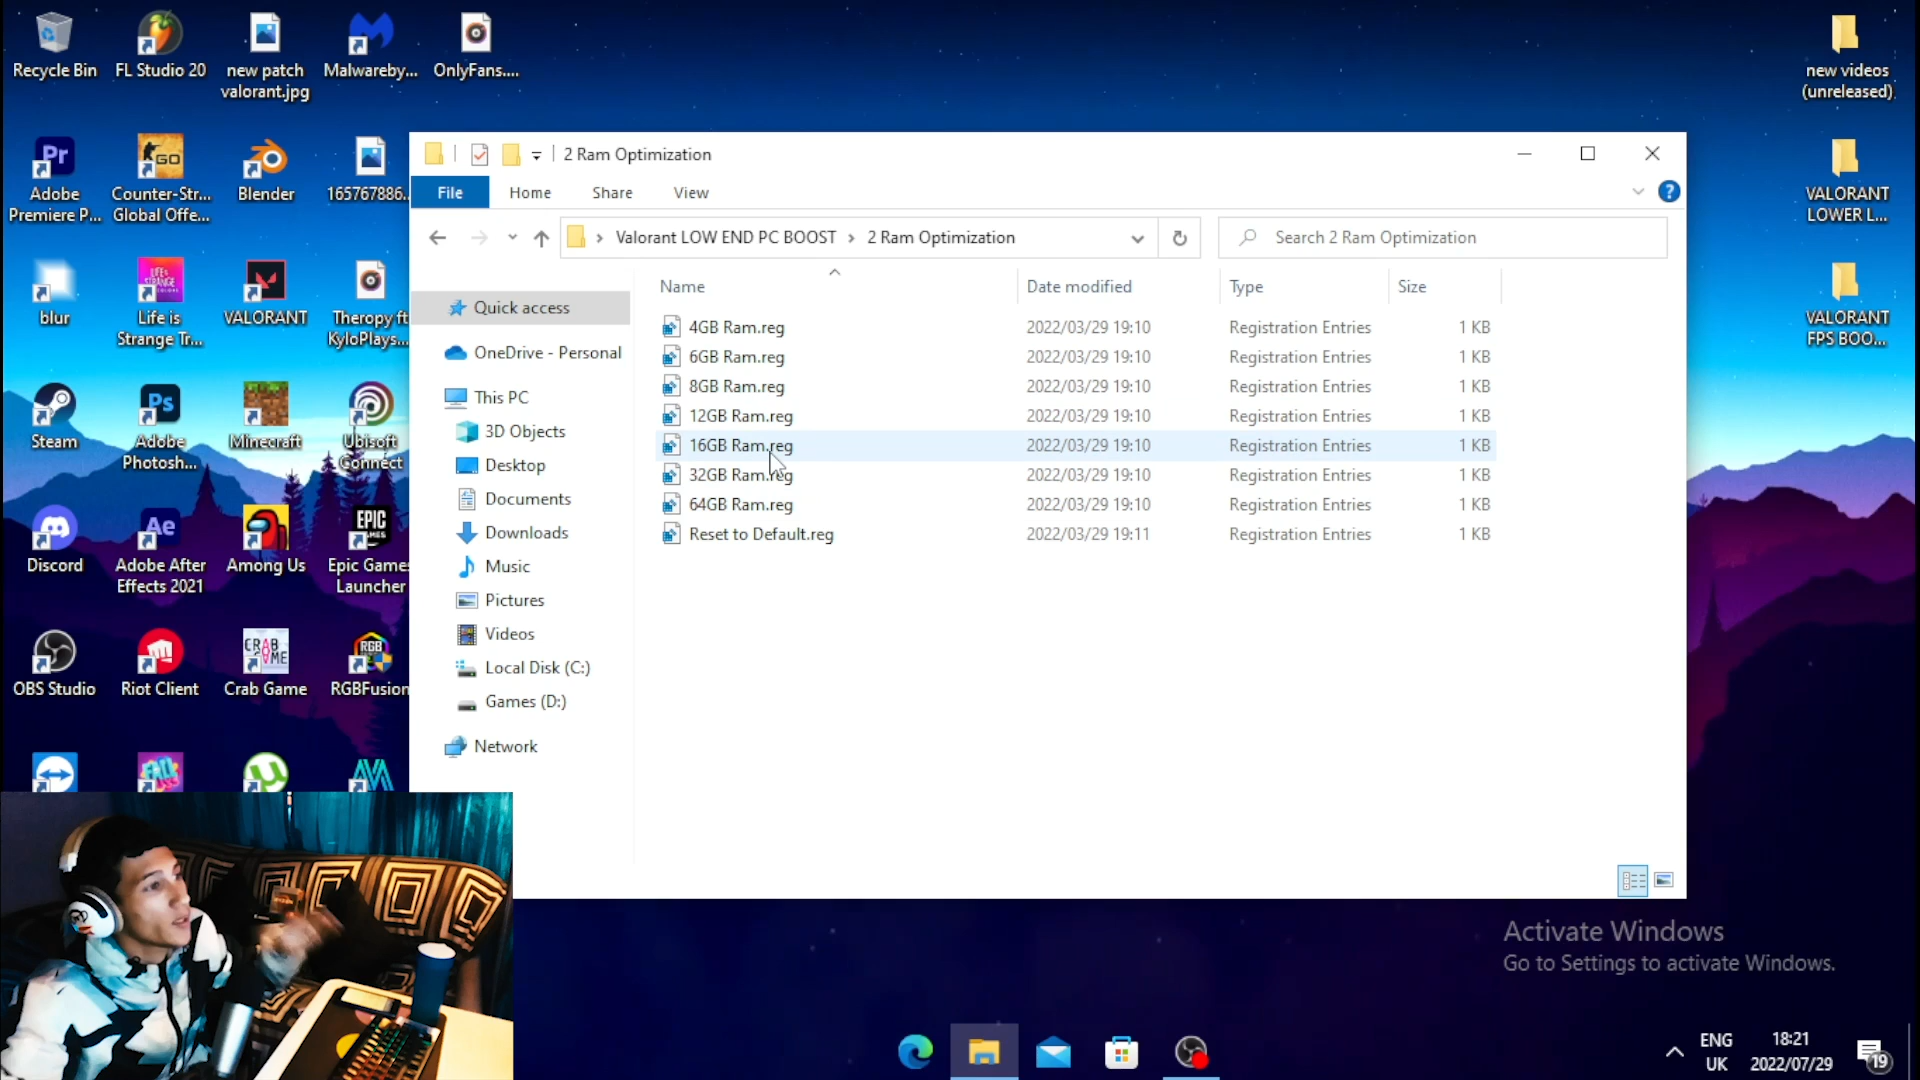 Recycle Bin
FL Studio 20
new patch
valorant.jpg
Malwareby...
OnlyFans....
new videos
(unreleased)
Adobe
Premiere P...
Counter-Str...
Global Offe...
Blender
165767886..
VALORANT
LOWER L...
blur
Life is
Strange Tr...
VALORANT
Theropy ft
KyloPlays...
VALORANT
FPS BOO...
Steam
Adobe
Photosh...
Minecraft
Ubisoft
Connect
Discord
Adobe After
Effects 2021
Among Us
Epic Games
Launcher
OBS Studio
Riot Client
Crab Game
RGBFusion
Pr
GO
Ps
Ae
EPIC
GAMES
CRAB
GAME
RGB
FALL
2 Ram Optimization
File
Home
Share
View
Valorant LOW END PC BOOST
2 Ram Optimization
Search 2 Ram Optimization
Name
Date modified
Type
Size
Quick access
OneDrive - Personal
This PC
3D Objects
Desktop
Documents
Downloads
Music
Pictures
Videos
Local Disk (C:)
Games (D:)
Network
4GB Ram.reg 2022/03/29 19:10 Registration Entries 1 KB
6GB Ram.reg 2022/03/29 19:10 Registration Entries 1 KB
8GB Ram.reg 2022/03/29 19:10 Registration Entries 1 KB
12GB Ram.reg 2022/03/29 19:10 Registration Entries 1 KB
16GB Ram.reg 2022/03/29 19:10 Registration Entries 1 KB
32GB Ram.reg 2022/03/29 19:10 Registration Entries 1 KB
64GB Ram.reg 2022/03/29 19:10 Registration Entries 1 KB
Reset to Default.reg 2022/03/29 19:11 Registration Entries 1 KB
Activate Windows
Go to Settings to activate Windows.
ENG
UK
18:21
2022/07/29
19